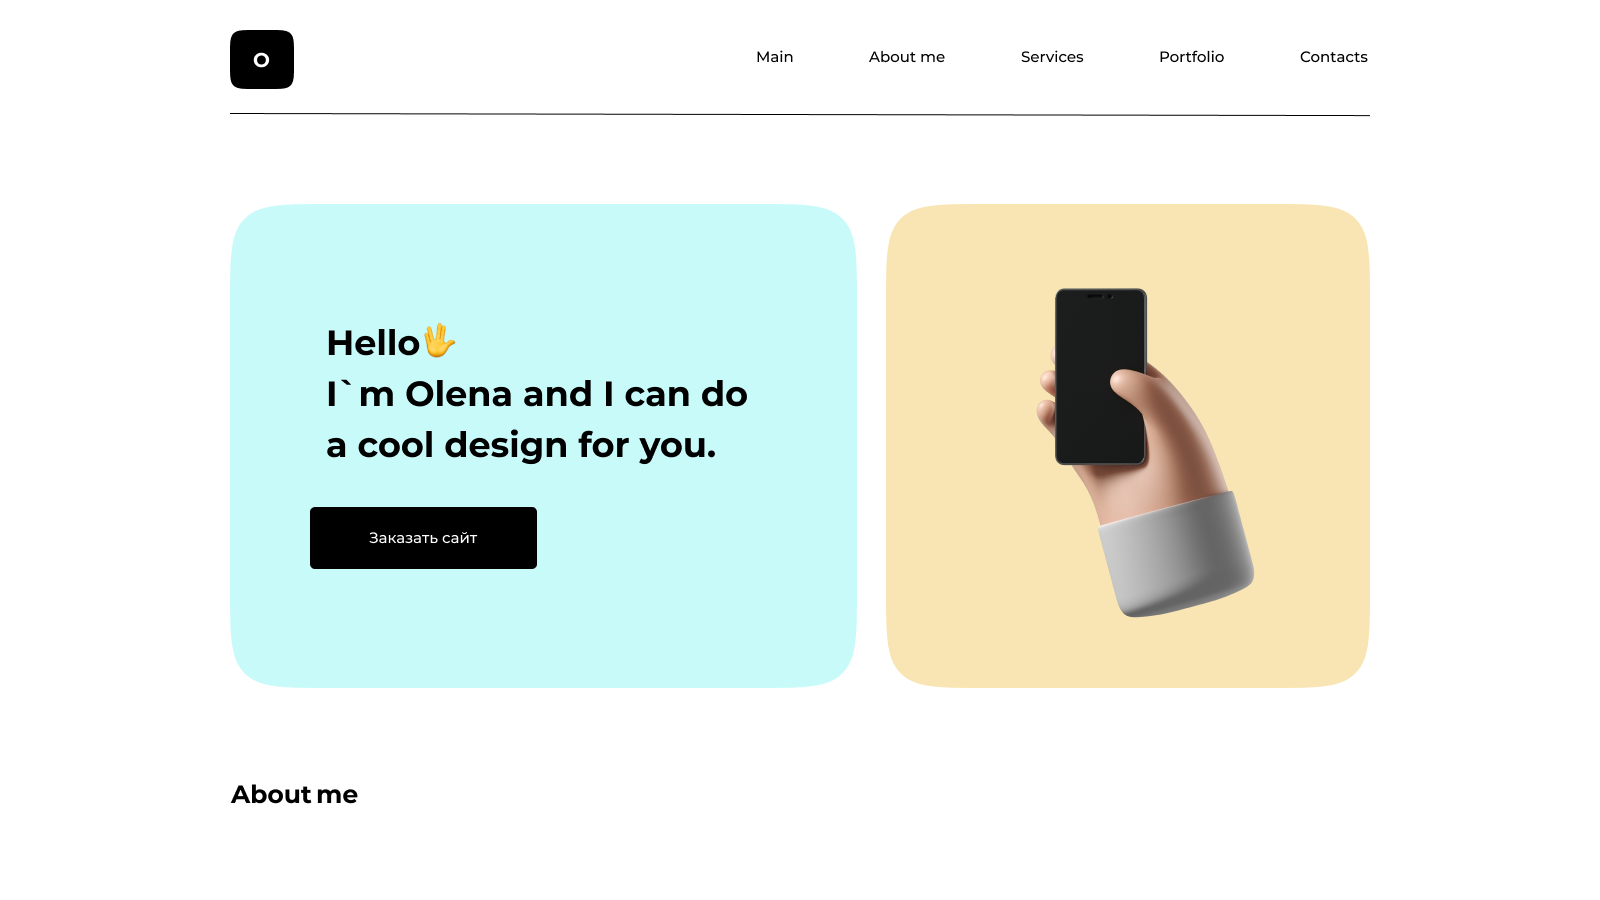 O
Main About me Services Portfolio Contacts
Hello🖖
I`m Olena and I can do
a cool design for you.
Заказать сайт
About me